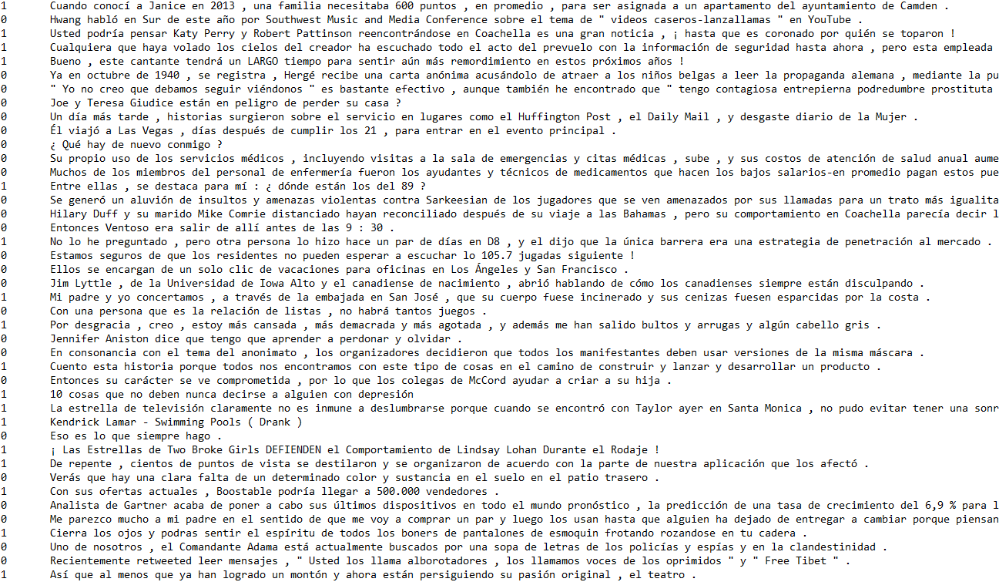 1 Cuando conocí a Janice en 2013 , una familia necesitaba 600 puntos , en promedio , para ser asignada a un apartamento del ayuntamiento de Camden .
0 Hwang habló en Sur de este año por Southwest Music and Media Conference sobre el tema de " videos caseros-lanzallamas " en YouTube .
1 Usted podría pensar Katy Perry y Robert Pattinson reencontrándose en Coachella es una gran noticia , ¡ hasta que es coronado por quién se toparon !
1 Cualquiera que haya volado los cielos del creador ha escuchado todo el acto del prevuelo con la información de seguridad hasta ahora , pero esta empleada
1 Bueno , este cantante tendrá un LARGO tiempo para sentir aún más remordimiento en estos próximos años !
0 Ya en octubre de 1940 , se registra , Hergé recibe una carta anónima acusándolo de atraer a los niños belgas a leer la propaganda alemana , mediante la pu
0 " Yo no creo que debamos seguir viéndonos " es bastante efectivo , aunque también he encontrado que " tengo contagiosa entrepierna podredumbre prostituta
0 Joe y Teresa Giudice están en peligro de perder su casa ?
0 Un día más tarde , historias surgieron sobre el servicio en lugares como el Huffington Post , el Daily Mail , y desgaste diario de la Mujer .
0 Él viajó a Las Vegas , días después de cumplir los 21 , para entrar en el evento principal .
0 ¿ Qué hay de nuevo conmigo ?
0 Su propio uso de los servicios médicos , incluyendo visitas a la sala de emergencias y citas médicas , sube , y sus costos de atención de salud anual aume
0 Muchos de los miembros del personal de enfermería fueron los ayudantes y técnicos de medicamentos que hacen los bajos salarios-en promedio pagan estos pue
1 Entre ellas , se destaca para mí : ¿ dónde están los del 89 ?
0 Se generó un aluvión de insultos y amenazas violentas contra Sarkeesian de los jugadores que se ven amenazados por sus llamadas para un trato más igualita
0 Hilary Duff y su marido Mike Comrie distanciado hayan reconciliado después de su viaje a las Bahamas , pero su comportamiento en Coachella parecía decir l
0 Entonces Ventoso era salir de allí antes de las 9 : 30 .
1 No lo he preguntado , pero otra persona lo hizo hace un par de días en D8 , y el dijo que la única barrera era una estrategia de penetración al mercado .
0 Estamos seguros de que los residentes no pueden esperar a escuchar lo 105.7 jugadas siguiente !
0 Ellos se encargan de un solo clic de vacaciones para oficinas en Los Ángeles y San Francisco .
0 Jim Lyttle , de la Universidad de Iowa Alto y el canadiense de nacimiento , abrió hablando de cómo los canadienses siempre están disculpando .
1 Mi padre y yo concertamos , a través de la embajada en San José , que su cuerpo fuese incinerado y sus cenizas fuesen esparcidas por la costa .
0 Con una persona que es la relación de listas , no habrá tantos juegos .
1 Por desgracia , creo , estoy más cansada , más demacrada y más agotada , y además me han salido bultos y arrugas y algún cabello gris .
0 Jennifer Aniston dice que tengo que aprender a perdonar y olvidar .
0 En consonancia con el tema del anonimato , los organizadores decidieron que todos los manifestantes deben usar versiones de la misma máscara .
1 Cuento esta historia porque todos nos encontramos con este tipo de cosas en el camino de construir y lanzar y desarrollar un producto .
0 Entonces su carácter se ve comprometida , por lo que los colegas de McCord ayudar a criar a su hija .
1 10 cosas que no deben nunca decirse a alguien con depresión
1 La estrella de televisión claramente no es inmune a deslumbrarse porque cuando se encontró con Taylor ayer en Santa Monica , no pudo evitar tener una sonr
1 Kendrick Lamar - Swimming Pools ( Drank )
0 Eso es lo que siempre hago .
1 ¡ Las Estrellas de Two Broke Girls DEFIENDEN el Comportamiento de Lindsay Lohan Durante el Rodaje !
1 De repente , cientos de puntos de vista se destilaron y se organizaron de acuerdo con la parte de nuestra aplicación que los afectó .
0 Verás que hay una clara falta de un determinado color y sustancia en el suelo en el patio trasero .
1 Con sus ofertas actuales , Boostable podría llegar a 500.000 vendedores .
0 Analista de Gartner acaba de poner a cabo sus últimos dispositivos en todo el mundo pronóstico , la predicción de una tasa de crecimiento del 6,9 % para l
0 Me parezco mucho a mi padre en el sentido de que me voy a comprar un par y luego los usan hasta que alguien ha dejado de entregar a cambiar porque piensan
1 Cierra los ojos y podras sentir el espíritu de todos los boners de pantalones de esmoquin frotando rozandose en tu cadera .
0 Uno de nosotros , el Comandante Adama está actualmente buscados por una sopa de letras de los policías y espías y en la clandestinidad .
0 Recientemente retweeted leer mensajes , " Usted los llama alborotadores , los llamamos voces de los oprimidos " y " Free Tibet " .
1 Así que al menos que ya han logrado un montón y ahora están persiguiendo su pasión original , el teatro .